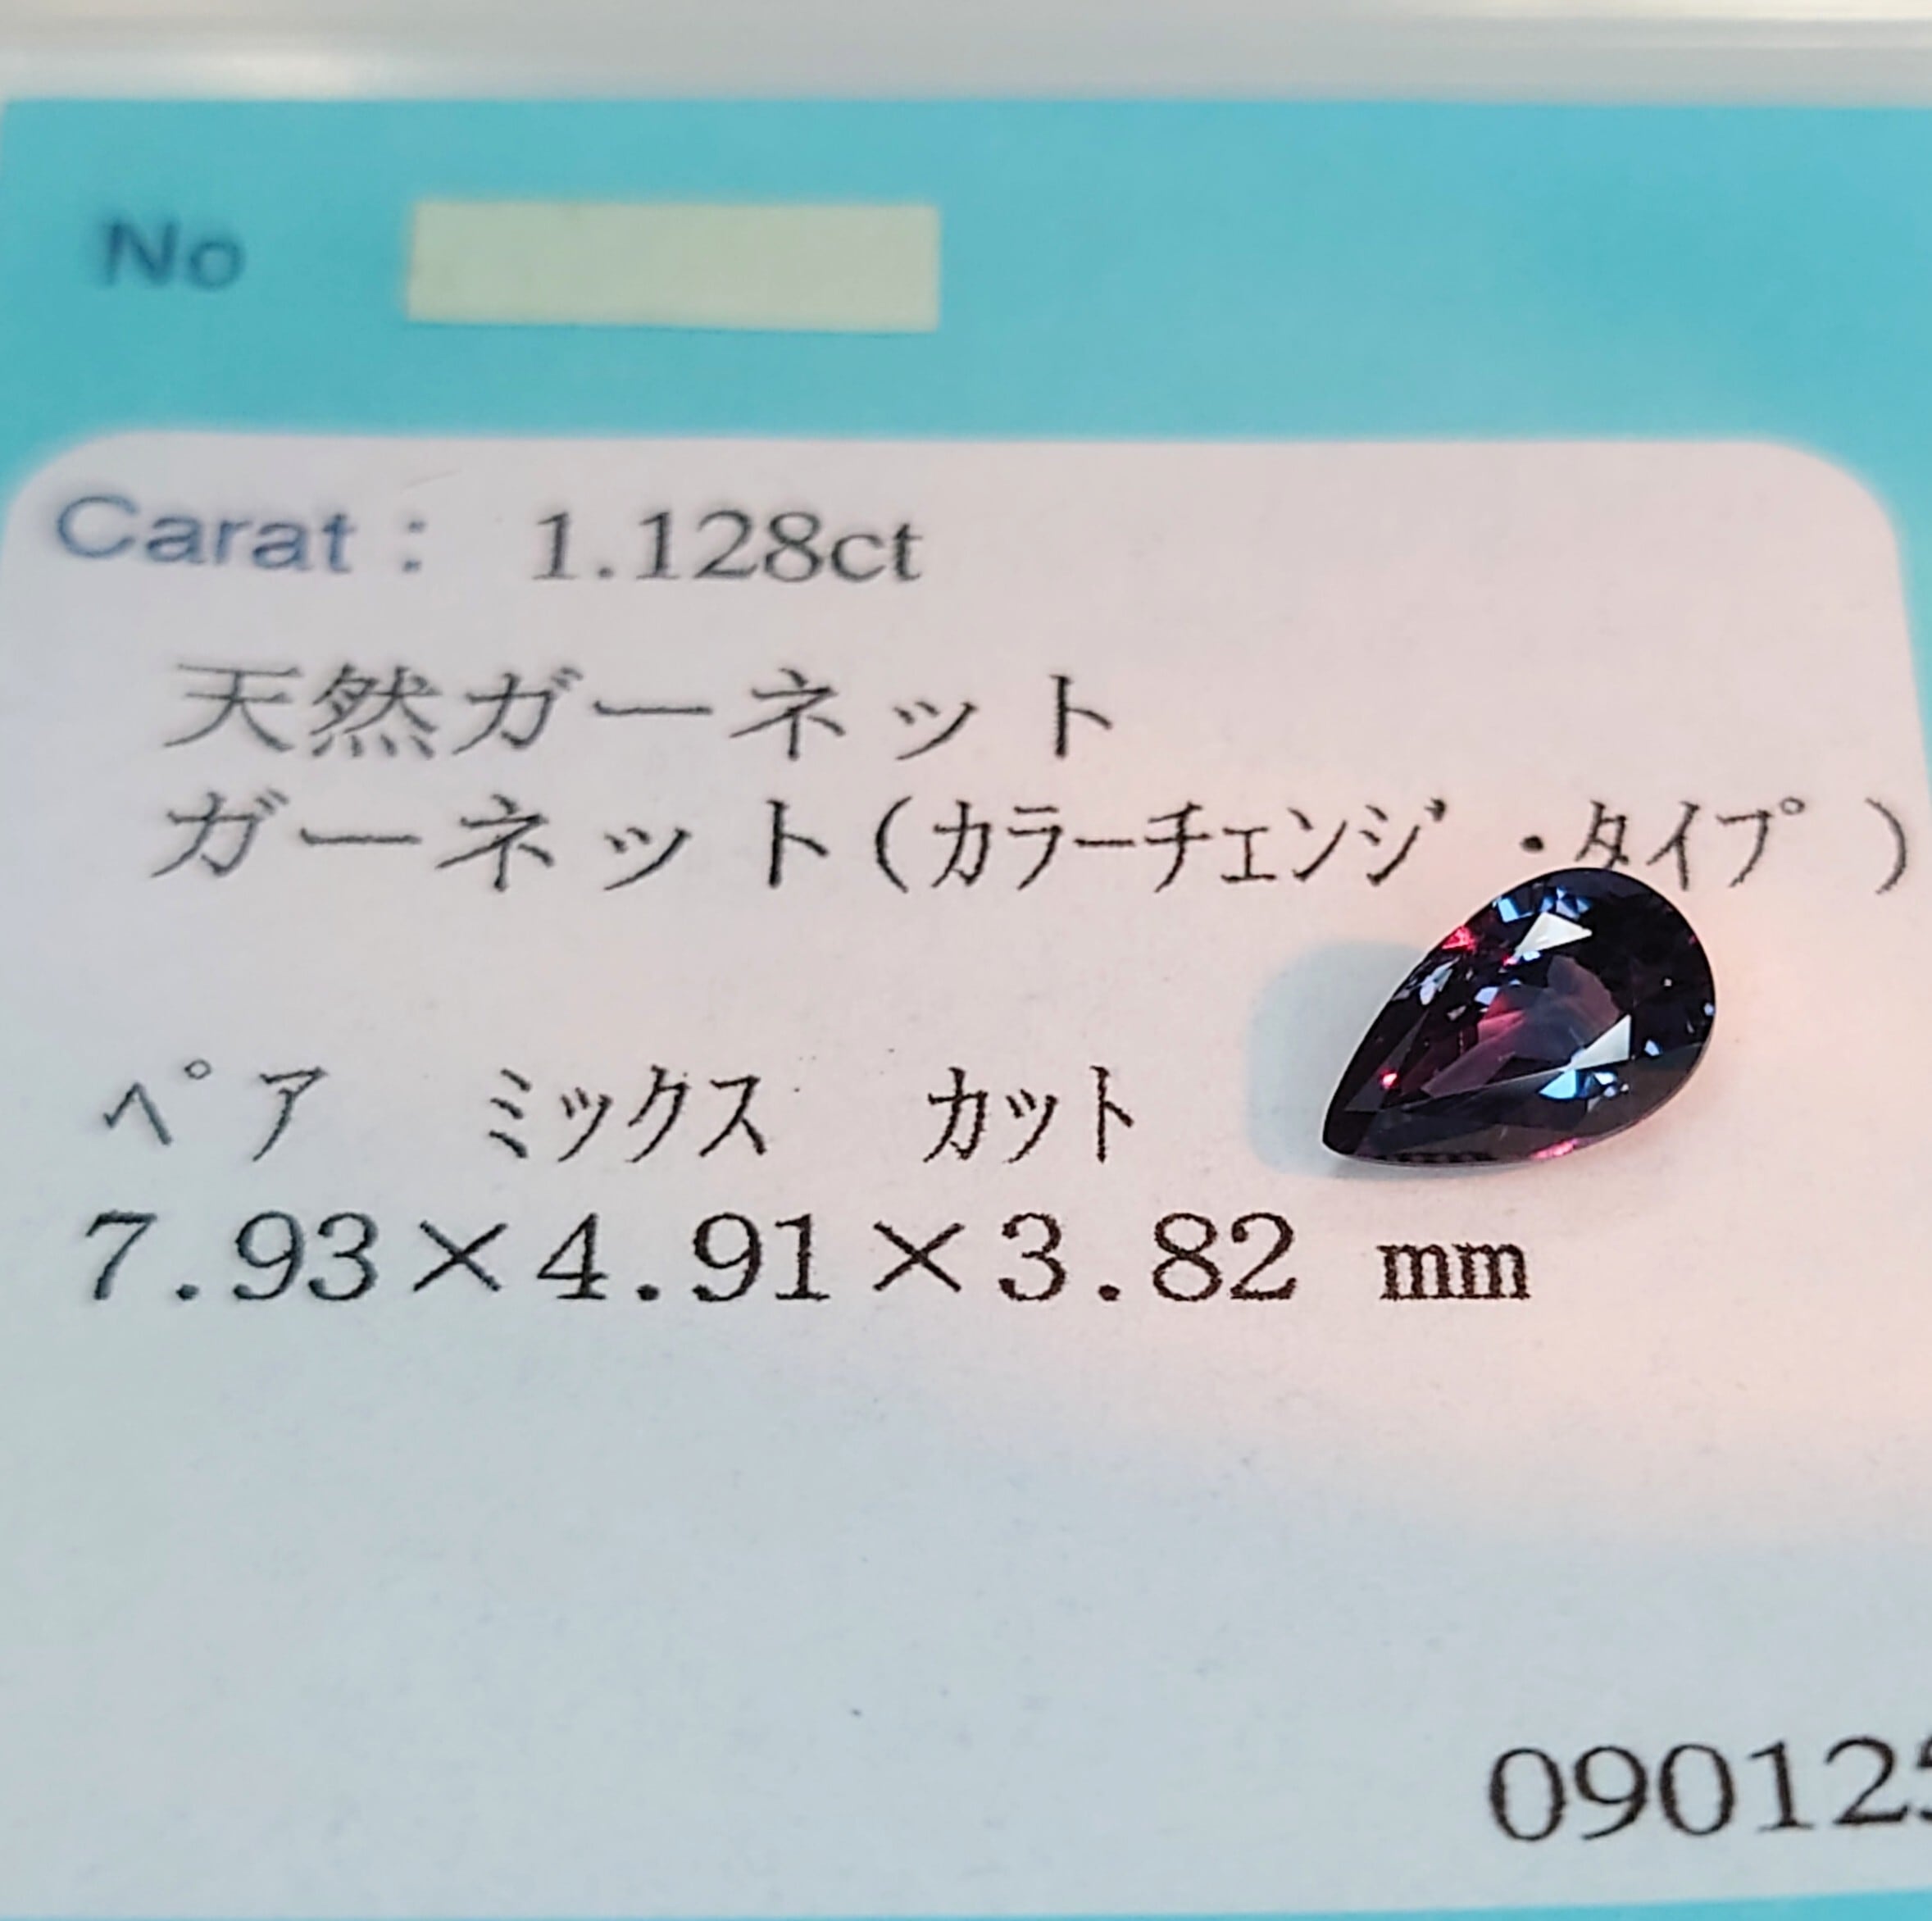 No
Carat : 1.128ct
天然ガーネット
ガーネット(カラーチェンジ・タイプ)
ペア ミックス カット
7.93×4.91×3.82 mm
09012